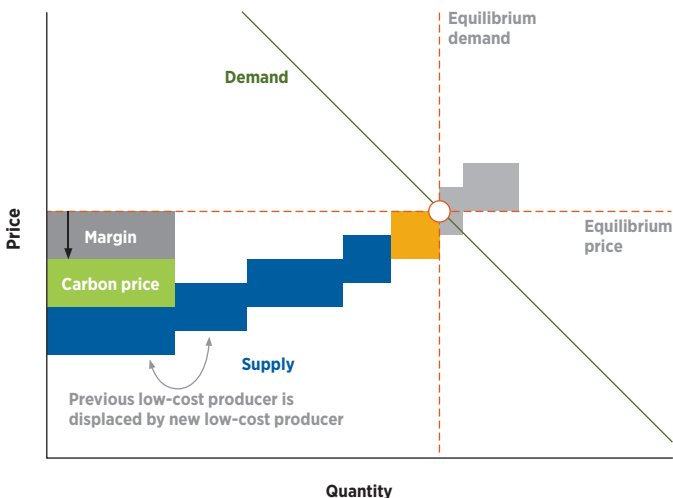 Equilibrium
demand
Demand
Price
Margin
Equilibrium
price
Carbon price
Supply
Previous low-cost producer is
displaced by new low-cost producer
Quantity